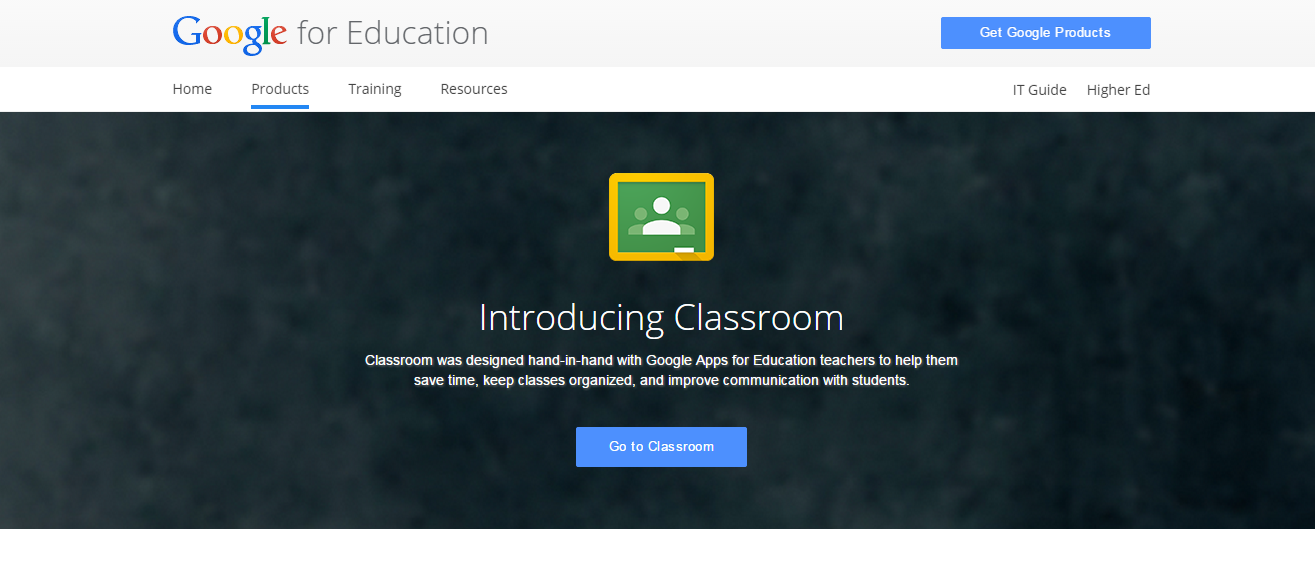 Google for Education
Get Google Products
Home
Products
Training
Resources
IT Guide
Higher Ed
Introducing Classroom
Classroom was designed hand-in-hand with Google Apps for Education teachers to help them
save time, keep classes organized, and improve communication with students.
Go to Classroom